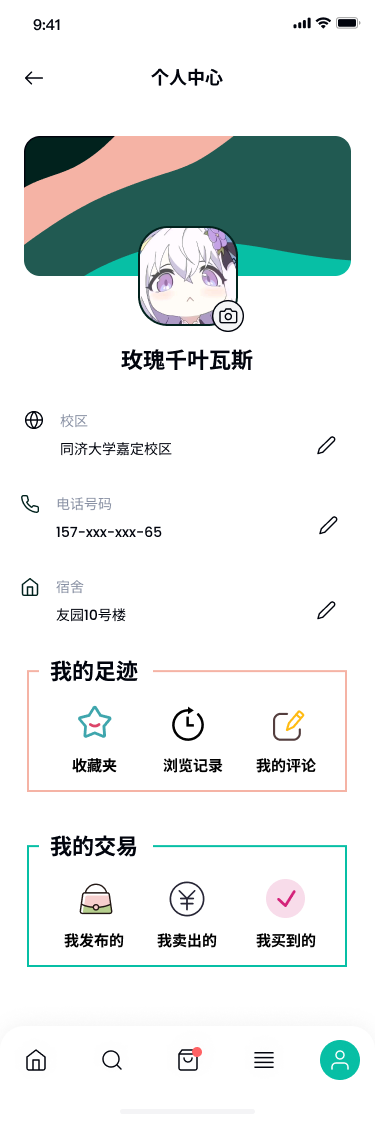 9:41
个人中心
玫瑰千叶瓦斯
校区
同济大学嘉定校区
电话号码
157-xxx-xxx-65
宿舍
友园10号楼
我的足迹
收藏夹 浏览记录 我的评论
我的交易
我发布的 我卖出的 我买到的